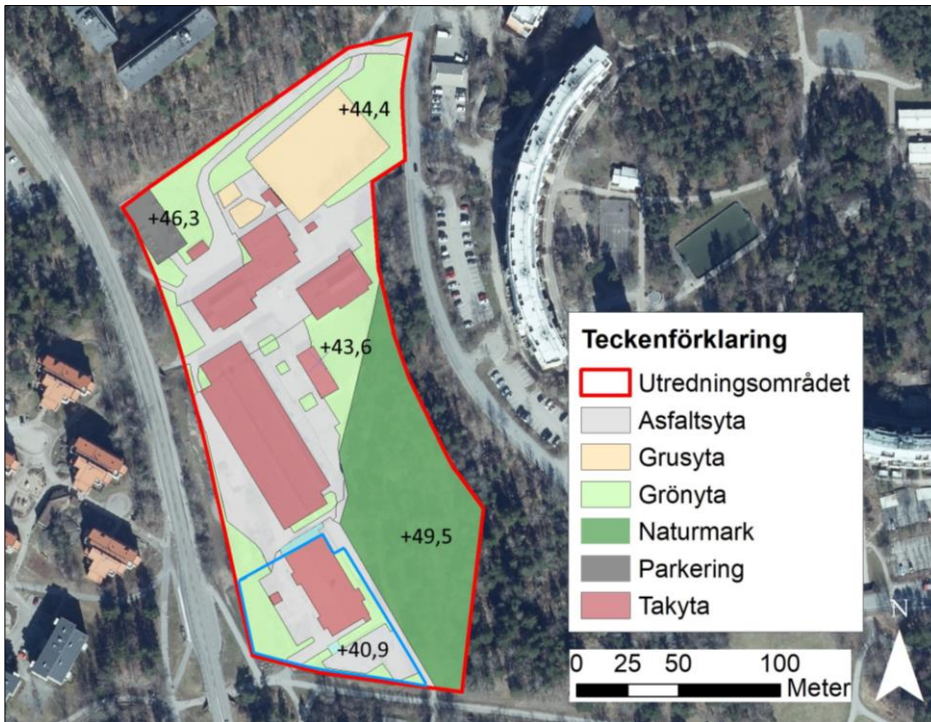 +44,4
+46,3
+43,6
+49,5
+40,9
Teckenförklaring
Utredningsområdet
Asfaltsyta
Grusyta
Grönyta
Naturmark
Parkering
Takyta
N
0 25 50 100
Meter